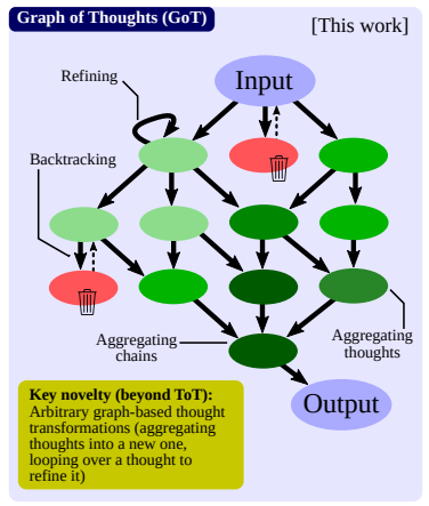 Graph of Thoughts (GoT)
[This work]
Refining
Input
Backtracking
Aggregating
chains
Aggregating
thoughts
Key novelty (beyond ToT):
Arbitrary graph-based thought
transformations (aggregating
thoughts into a new one,
looping over a thought to
refine it)
Output